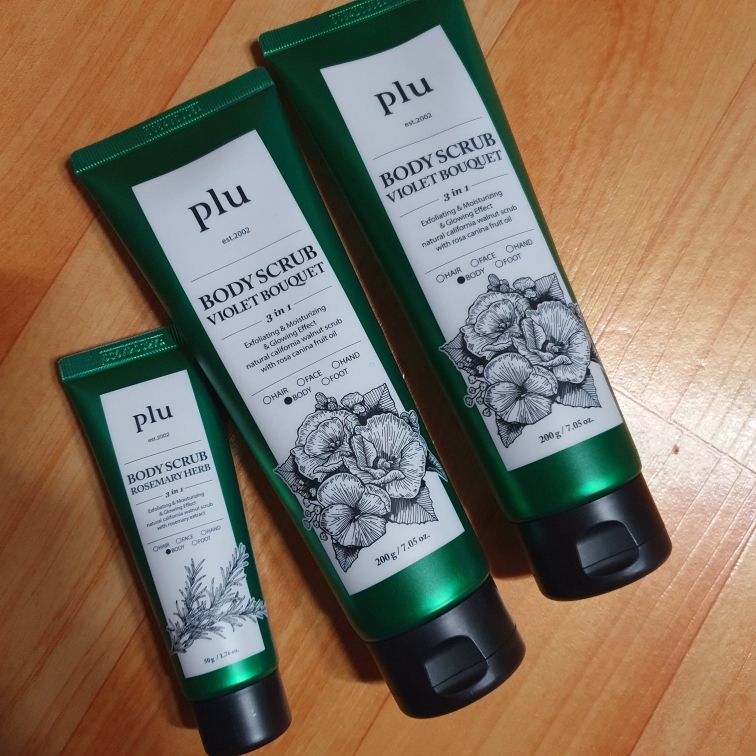 plu
est.2002
BODY SCRUB
VIOLET BOUQUET
3 in 1
Exfoliating & Moisturizing
& Glowing Effect
natural california walnut scrub
with rosa canina fruit oil
○HAIR ○FACE ○HAND
●BODY ○FOOT
200g / 7.05 oz.
plu
est.2002
BODY SCRUB
VIOLET BOUQUET
3 in 1
Exfoliating & Moisturizing
& Glowing Effect
natural california walnut scrub
with rosa canina fruit oil
○HAIR ○FACE ○HAND
●BODY ○FOOT
200g / 7.05 oz.
plu
est.2002
BODY SCRUB
ROSEMARY HERB
3 in 1
Exfoliating & Moisturizing
& Glowing Effect
natural california walnut scrub
with rosemary extract
○HAIR ○FACE ○HAND
●BODY ○FOOT
50g / 1.76 oz.